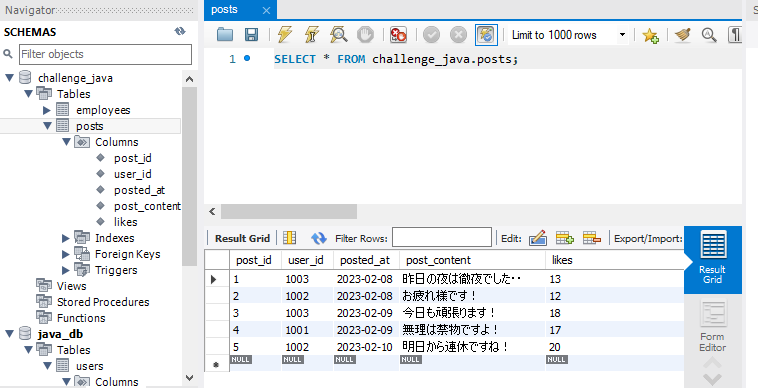 Navigator
SCHEMAS
Filter objects
challenge_java
Tables
employees
posts
Columns
post_id
user_id
posted_at
post_content
likes
Indexes
Foreign Keys
Triggers
Views
Stored Procedures
Functions
java_db
Tables
users
Columns
posts
Limit to 1000 rows
1 SELECT * FROM challenge_java.posts;
Result Grid Filter Rows: Edit: Export/Import:
post_id user_id posted_at post_content likes
1 1003 2023-02-08 昨日の夜は徹夜でした・・ 13
2 1002 2023-02-08 お疲れ様です！ 12
3 1003 2023-02-09 今日も頑張ります！ 18
4 1001 2023-02-09 無理は禁物ですよ！ 17
5 1002 2023-02-10 明日から連休ですね！ 20
NULL NULL NULL NULL NULL
Result
Grid
Form
Editor
S